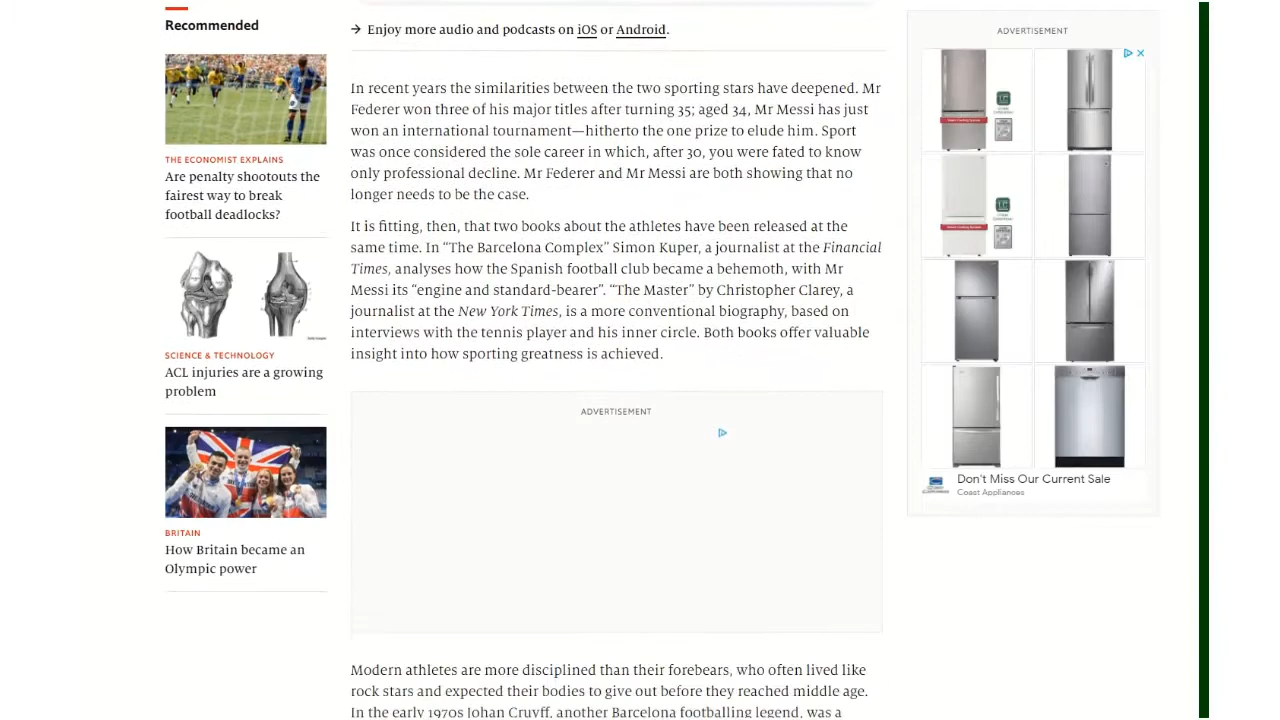 Recommended
THE ECONOMIST EXPLAINS
Are penalty shootouts the
fairest way to break
football deadlocks?
SCIENCE & TECHNOLOGY
ACL injuries are a growing
problem
BRITAIN
How Britain became an
Olympic power
→ Enjoy more audio and podcasts on iOS or Android.
In recent years the similarities between the two sporting stars have deepened. Mr
Federer won three of his major titles after turning 35; aged 34, Mr Messi has just
won an international tournament—hitherto the one prize to elude him. Sport
was once considered the sole career in which, after 30, you were fated to know
only professional decline. Mr Federer and Mr Messi are both showing that no
longer needs to be the case.
It is fitting, then, that two books about the athletes have been released at the
same time. In “The Barcelona Complex” Simon Kuper, a journalist at the Financial
Times, analyses how the Spanish football club became a behemoth, with Mr
Messi its “engine and standard-bearer”. “The Master” by Christopher Clarey, a
journalist at the New York Times, is a more conventional biography, based on
interviews with the tennis player and his inner circle. Both books offer valuable
insight into how sporting greatness is achieved.
ADVERTISEMENT
Modern athletes are more disciplined than their forebears, who often lived like
rock stars and expected their bodies to give out before they reached middle age.
In the early 1970s Johan Cruyff, another Barcelona footballing legend, was a
ADVERTISEMENT
Don't Miss Our Current Sale
Coast Appliances